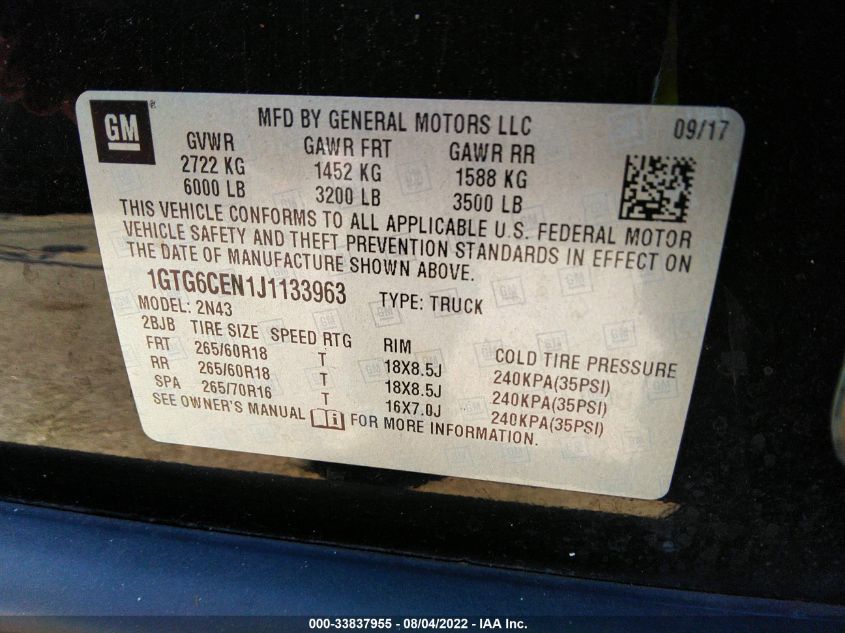 GM®
MFD BY GENERAL MOTORS LLC
09/17
GVWR GAWR FRT GAWR RR
2722 KG 1452 KG 1588 KG
6000 LB 3200 LB 3500 LB
THIS VEHICLE CONFORMS TO ALL APPLICABLE U.S. FEDERAL MOTOR
VEHICLE SAFETY AND THEFT PREVENTION STANDARDS IN EFFECT ON
THE DATE OF MANUFACTURE SHOWN ABOVE.
1GTG6CEN1J1133963 TYPE: TRUCK
MODEL: 2N43
2BJB TIRE SIZE SPEED RTG RIM COLD TIRE PRESSURE
FRT 265/60R18 T 18X8.5J 240KPA(35PSI)
RR 265/60R18 T 18X8.5J 240KPA(35PSI)
SPA 265/70R16 T 16X7.0J 240KPA(35PSI)
SEE OWNER'S MANUAL FOR MORE INFORMATION.
000-33837955 - 08/04/2022 - IAA Inc.